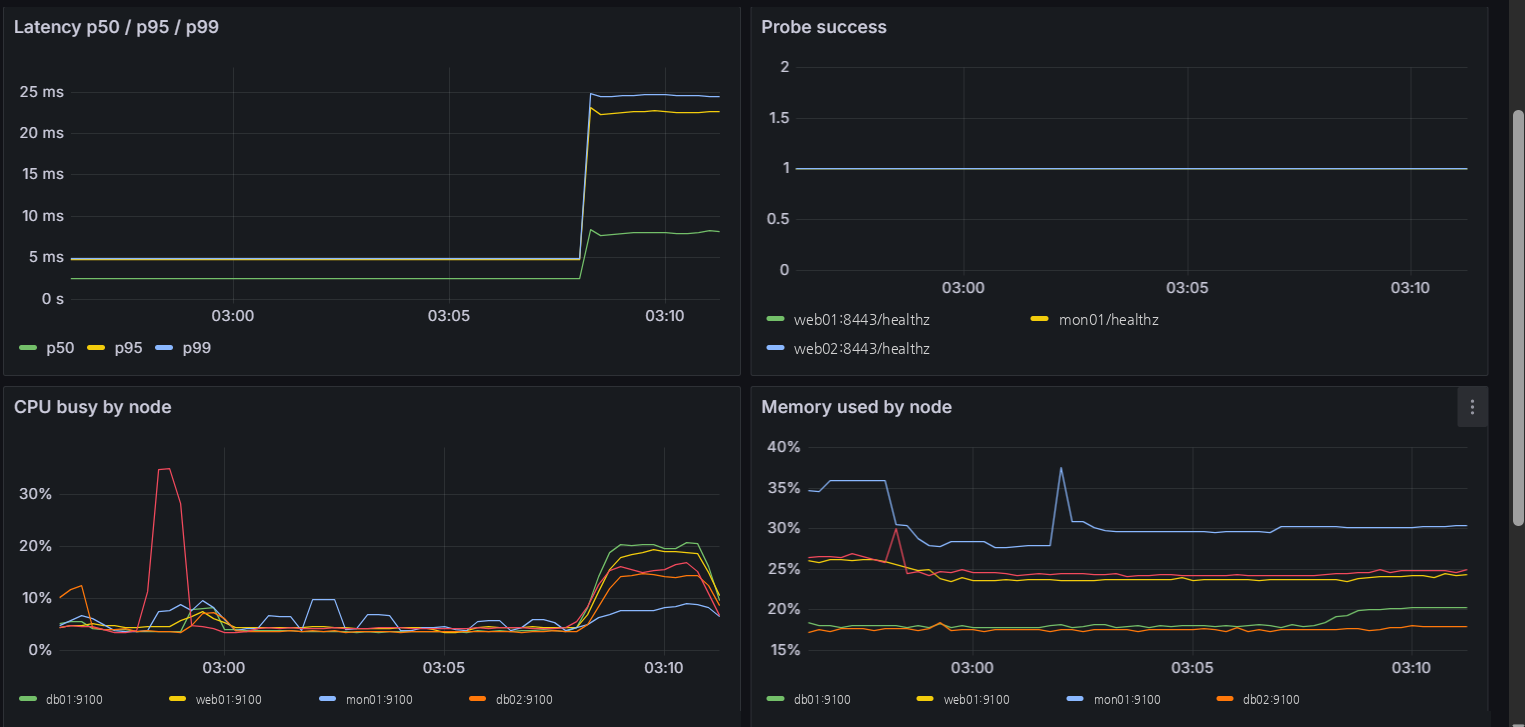 Latency p50 / p95 / p99
25 ms
20 ms
15 ms
10 ms
5 ms
0 s
03:00 03:05 03:10
p50 p95 p99
Probe success
2
1.5
1
0.5
0
03:00 03:05 03:10
web01:8443/healthz mon01/healthz
web02:8443/healthz
CPU busy by node
30%
20%
10%
0%
03:00 03:05 03:10
db01:9100 web01:9100 mon01:9100 db02:9100
Memory used by node
40%
35%
30%
25%
20%
15%
03:00 03:05 03:10
db01:9100 web01:9100 mon01:9100 db02:9100